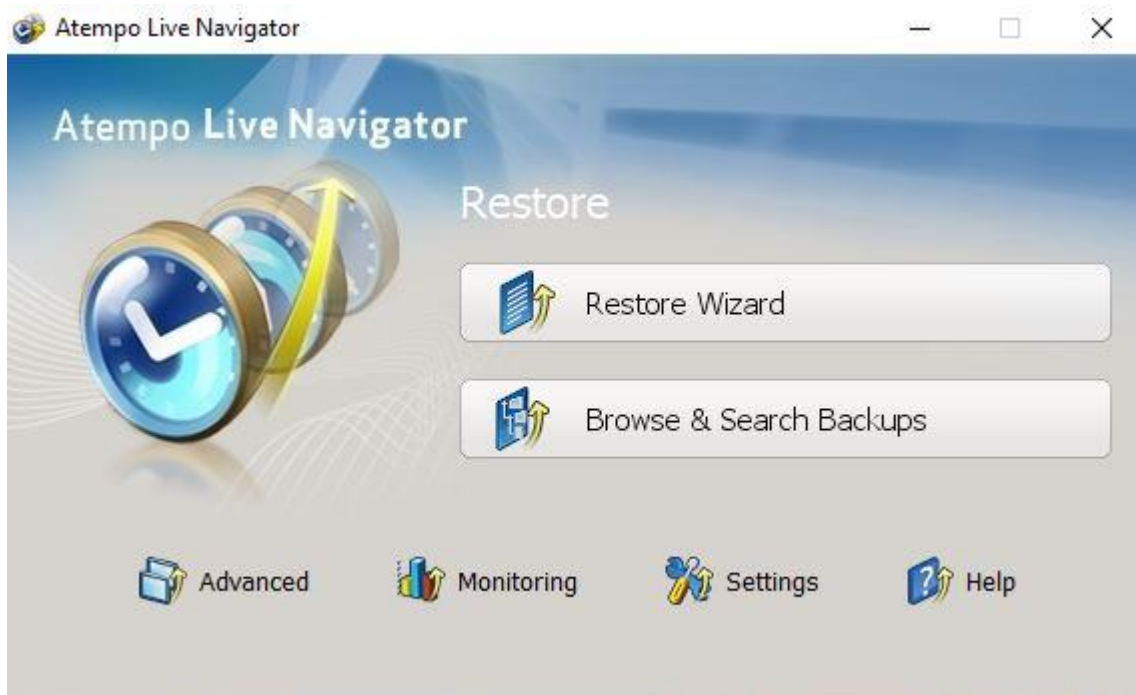 Atempo Live Navigator
Atempo Live Navigator
Restore
Restore Wizard
Browse & Search Backups
Advanced
Monitoring
Settings
Help